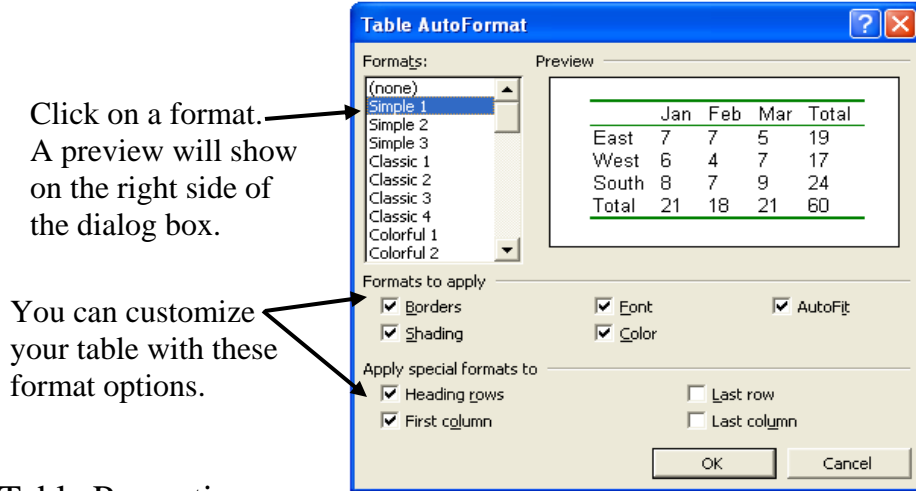 Table AutoFormat
Formats:
Preview
(none)
Simple 1
Simple 2
Simple 3
Classic 1
Classic 2
Classic 3
Classic 4
Colorful 1
Colorful 2
Jan Feb Mar Total
East 7 7 5 19
West 6 4 7 17
South 8 7 9 24
Total 21 18 21 60
Click on a format.
A preview will show
on the right side of
the dialog box.
Formats to apply
Borders Font AutoFit
Shading Color
You can customize
your table with these
format options.
Apply special formats to
Heading rows Last row
First column Last column
OK Cancel